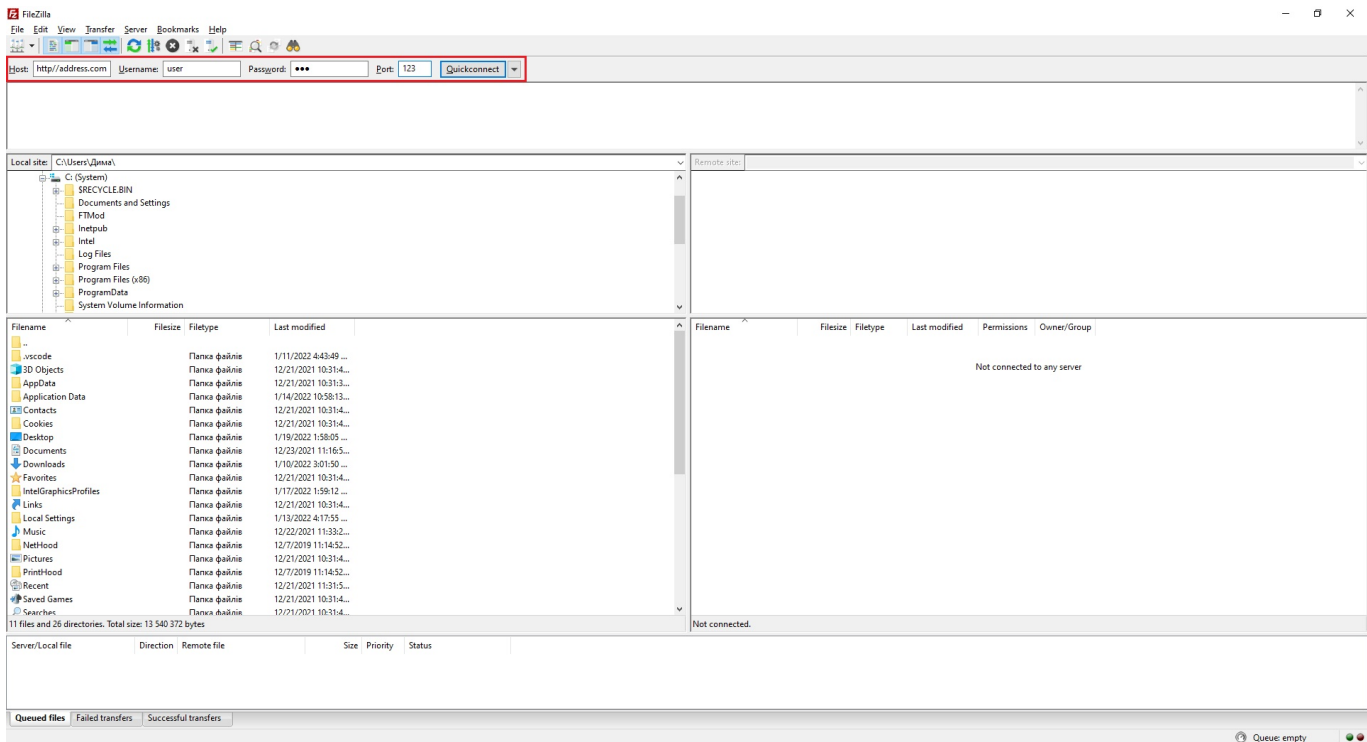 FileZilla
File Edit View Transfer Server Bookmarks Help
Host: http//address.com Username: user Password: ●●● Port: 123 Quickconnect
Local site: C:\Users\Дима\
Remote site:
C: (System)
$RECYCLE.BIN
Documents and Settings
FTMod
Inetpub
Intel
Log Files
Program Files
Program Files (x86)
ProgramData
System Volume Information
Filename Filesize Filetype Last modified
..
.vscode Папка файлів 1/11/2022 4:43:49 ...
3D Objects Папка файлів 12/21/2021 10:31:4...
AppData Папка файлів 12/21/2021 10:31:3...
Application Data Папка файлів 1/14/2022 10:58:13...
Contacts Папка файлів 12/21/2021 10:31:4...
Cookies Папка файлів 12/21/2021 10:31:4...
Desktop Папка файлів 1/19/2022 1:58:05 ...
Documents Папка файлів 12/23/2021 11:16:5...
Downloads Папка файлів 1/10/2022 3:01:50 ...
Favorites Папка файлів 12/21/2021 10:31:4...
IntelGraphicsProfiles Папка файлів 1/17/2022 1:59:12 ...
Links Папка файлів 12/21/2021 10:31:4...
Local Settings Папка файлів 1/13/2022 4:17:55 ...
Music Папка файлів 12/22/2021 11:33:2...
NetHood Папка файлів 12/7/2019 11:14:52...
Pictures Папка файлів 12/21/2021 10:31:4...
PrintHood Папка файлів 12/7/2019 11:14:52...
Recent Папка файлів 12/21/2021 11:31:5...
Saved Games Папка файлів 12/21/2021 10:31:4...
Searches Папка файлів 12/21/2021 10:31:4...
11 files and 26 directories. Total size: 13 540 372 bytes
Filename Filesize Filetype Last modified Permissions Owner/Group
Not connected to any server
Not connected.
Server/Local file Direction Remote file Size Priority Status
Queued files Failed transfers Successful transfers
Queue: empty